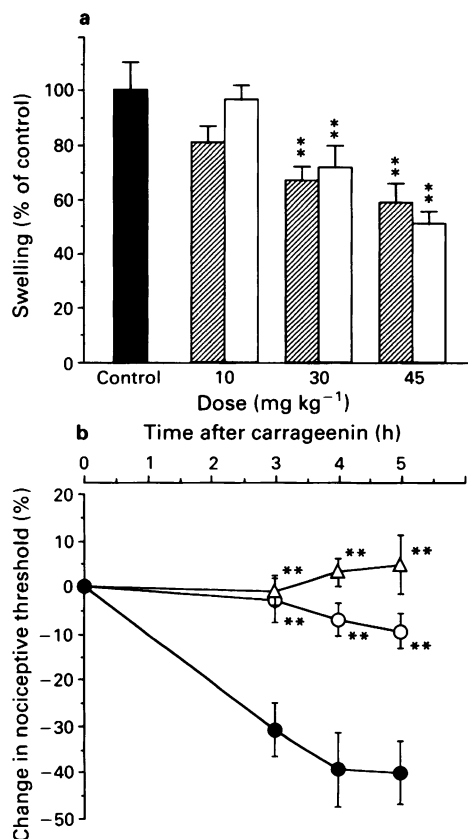 a
Swelling (% of control)
100
80
60
40
20
0
** ** ** **
Control 10 30 45
Dose (mg kg⁻¹)
b
Time after carrageenin (h)
0 1 2 3 4 5
Change in nociceptive threshold (%)
20
10
0
−10
−20
−30
−40
−50
** ** **
** ** **